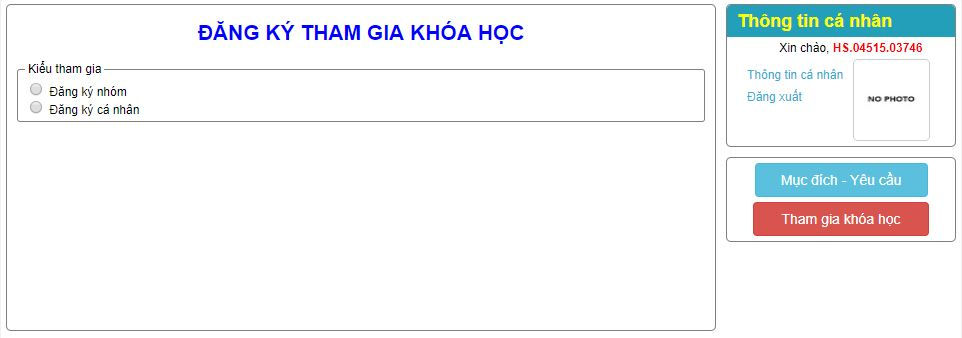 ĐĂNG KÝ THAM GIA KHÓA HỌC
Kiểu tham gia
Đăng ký nhóm
Đăng ký cá nhân
Thông tin cá nhân
Xin chào, HS.04515.03746
Thông tin cá nhân
Đăng xuất
NO PHOTO
Mục đích - Yêu cầu
Tham gia khóa học